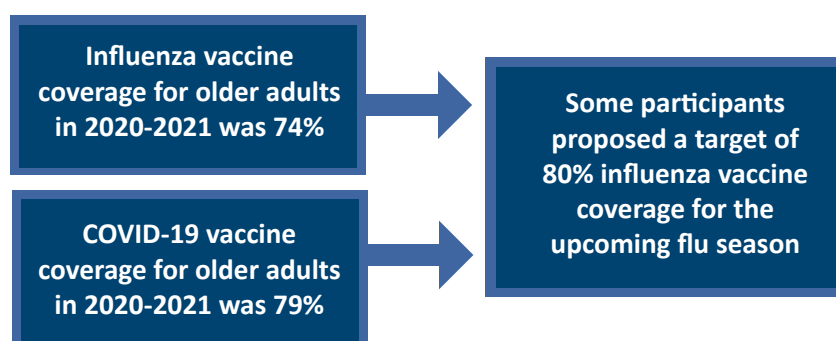 Influenza vaccine
coverage for older adults
in 2020-2021 was 74%
COVID-19 vaccine
coverage for older adults
in 2020-2021 was 79%
Some participants
proposed a target of
80% influenza vaccine
coverage for the
upcoming flu season